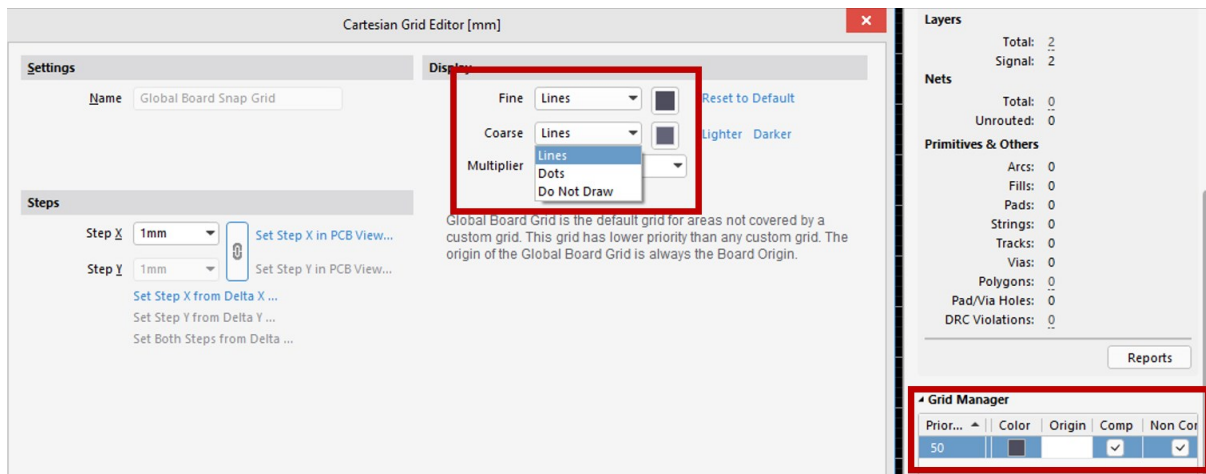 Cartesian Grid Editor [mm]
Settings
Name Global Board Snap Grid
Display
Fine Lines Reset to Default
Coarse Lines Lighter Darker
Lines
Dots
Do Not Draw
Multiplier
Global Board Grid is the default grid for areas not covered by a
custom grid. This grid has lower priority than any custom grid. The
origin of the Global Board Grid is always the Board Origin.
Steps
Step X 1mm Set Step X in PCB View...
Step Y 1mm Set Step Y in PCB View...
Set Step X from Delta X ...
Set Step Y from Delta Y ...
Set Both Steps from Delta ...
Layers
Total: 2
Signal: 2
Nets
Total: 0
Unrouted: 0
Primitives & Others
Arcs: 0
Fills: 0
Pads: 0
Strings: 0
Tracks: 0
Vias: 0
Polygons: 0
Pad/Via Holes: 0
DRC Violations: 0
Reports
Grid Manager
Prior... Color Origin Comp Non Cor
50